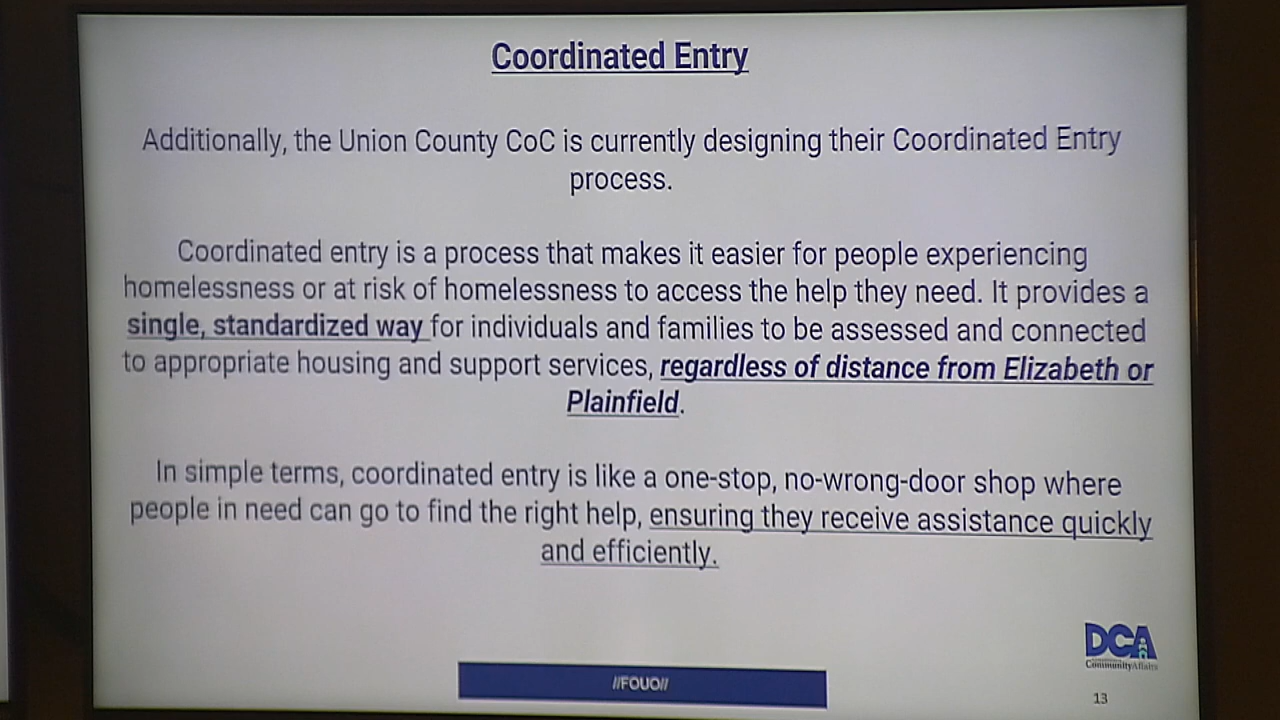 Coordinated Entry
Additionally, the Union County CoC is currently designing their Coordinated Entry
process.
Coordinated entry is a process that makes it easier for people experiencing
homelessness or at risk of homelessness to access the help they need. It provides a
single, standardized way for individuals and families to be assessed and connected
to appropriate housing and support services, regardless of distance from Elizabeth or
Plainfield.
In simple terms, coordinated entry is like a one-stop, no-wrong-door shop where
people in need can go to find the right help, ensuring they receive assistance quickly
and efficiently.
DCA
CommunityAffairs
//FOUO//
13